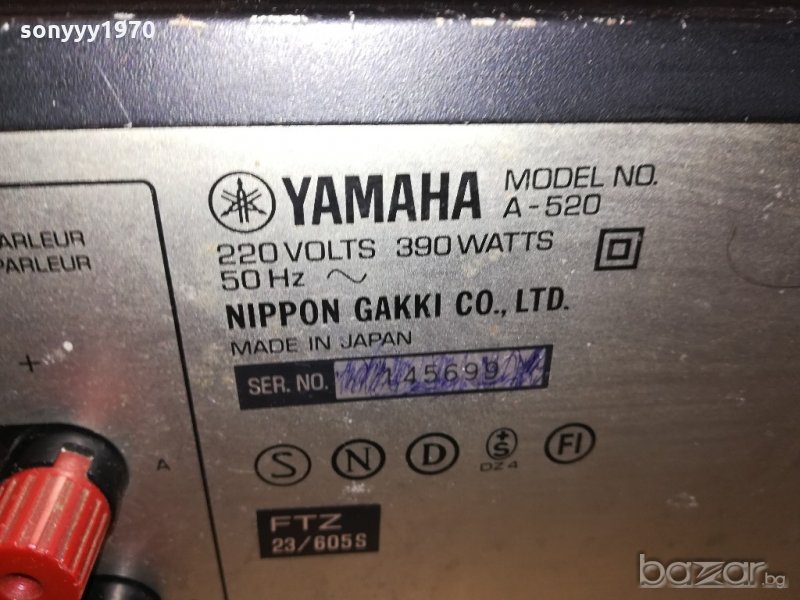 sonyyy1970
YAMAHA MODEL NO.
A-520
220 VOLTS 390 WATTS
50 Hz
NIPPON GAKKI CO., LTD.
MADE IN JAPAN
SER. NO. 145699
ARLEUR
PARLEUR
+
A
S N D +S FI
DZ 4
FTZ
23/605S
bazar.bg